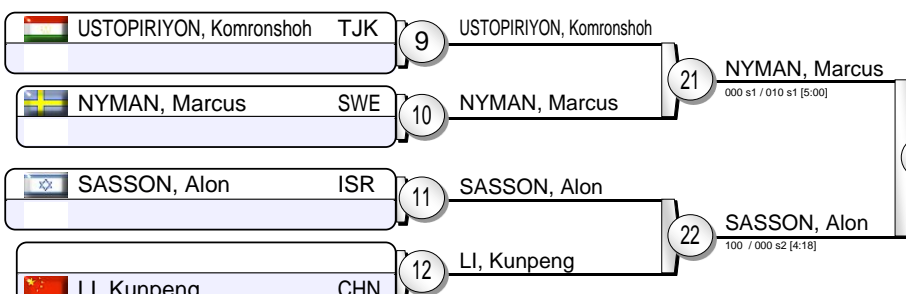 USTOPIRIYON, Komronshoh TJK
9
USTOPIRIYON, Komronshoh
21
NYMAN, Marcus
000 s1 / 010 s1 [5:00]
NYMAN, Marcus SWE
10
NYMAN, Marcus
SASSON, Alon ISR
11
SASSON, Alon
22
SASSON, Alon
100 / 000 s2 [4:18]
12
LI, Kunpeng
LI, Kunpeng CHN